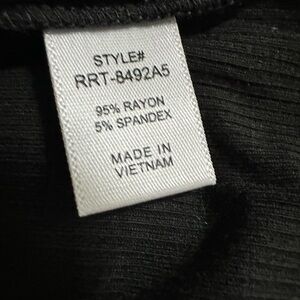 STYLE#
RRT-8492A5
95% RAYON
5% SPANDEX
MADE IN
VIETNAM